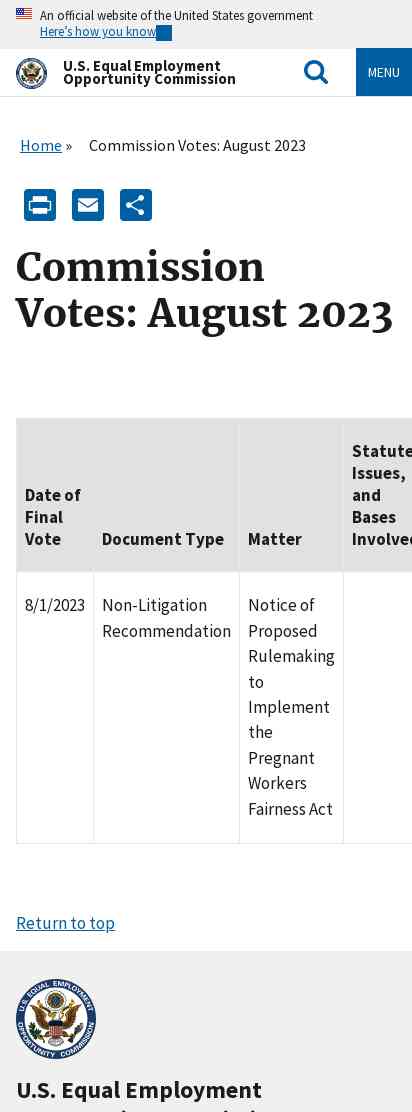 An official website of the United States government
Here's how you know
U.S. Equal Employment
Opportunity Commission
MENU
Home » Commission Votes: August 2023
Commission
Votes: August 2023
Date of
Final
Vote
Document Type
Matter
Statute
Issues,
and
Bases
Involved
8/1/2023
Non-Litigation
Recommendation
Notice of
Proposed
Rulemaking
to
Implement
the
Pregnant
Workers
Fairness Act
Return to top
U.S. EQUAL EMPLOYMENT
OPPORTUNITY COMMISSION
U.S. Equal Employment